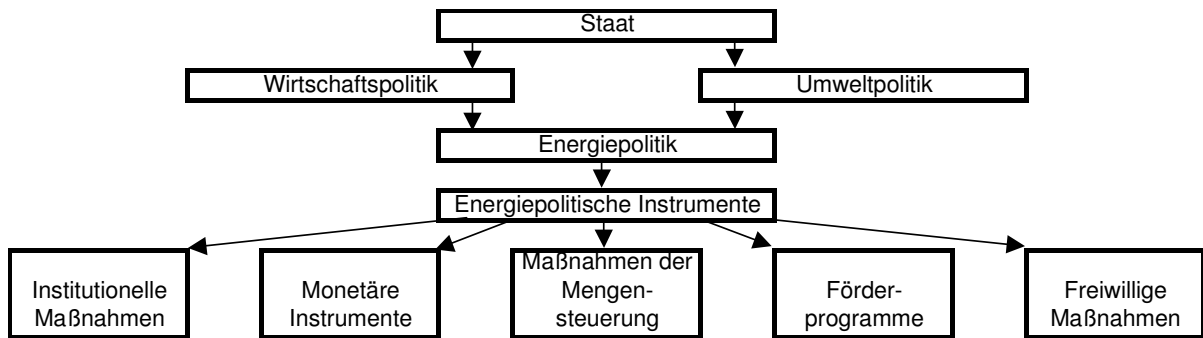 Staat
Wirtschaftspolitik
Umweltpolitik
Energiepolitik
Energiepolitische Instrumente
Institutionelle
Maßnahmen
Monetäre
Instrumente
Maßnahmen der
Mengen-
steuerung
Förder-
programme
Freiwillige
Maßnahmen